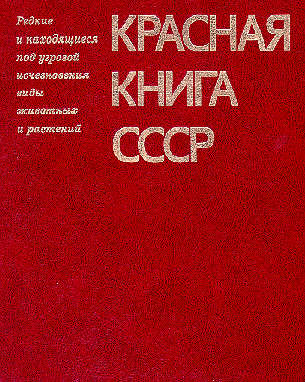 Редкие
и находящиеся
под угрозой
исчезновения
виды
животных
и растений
КРАСНАЯ
КНИГА
СССР